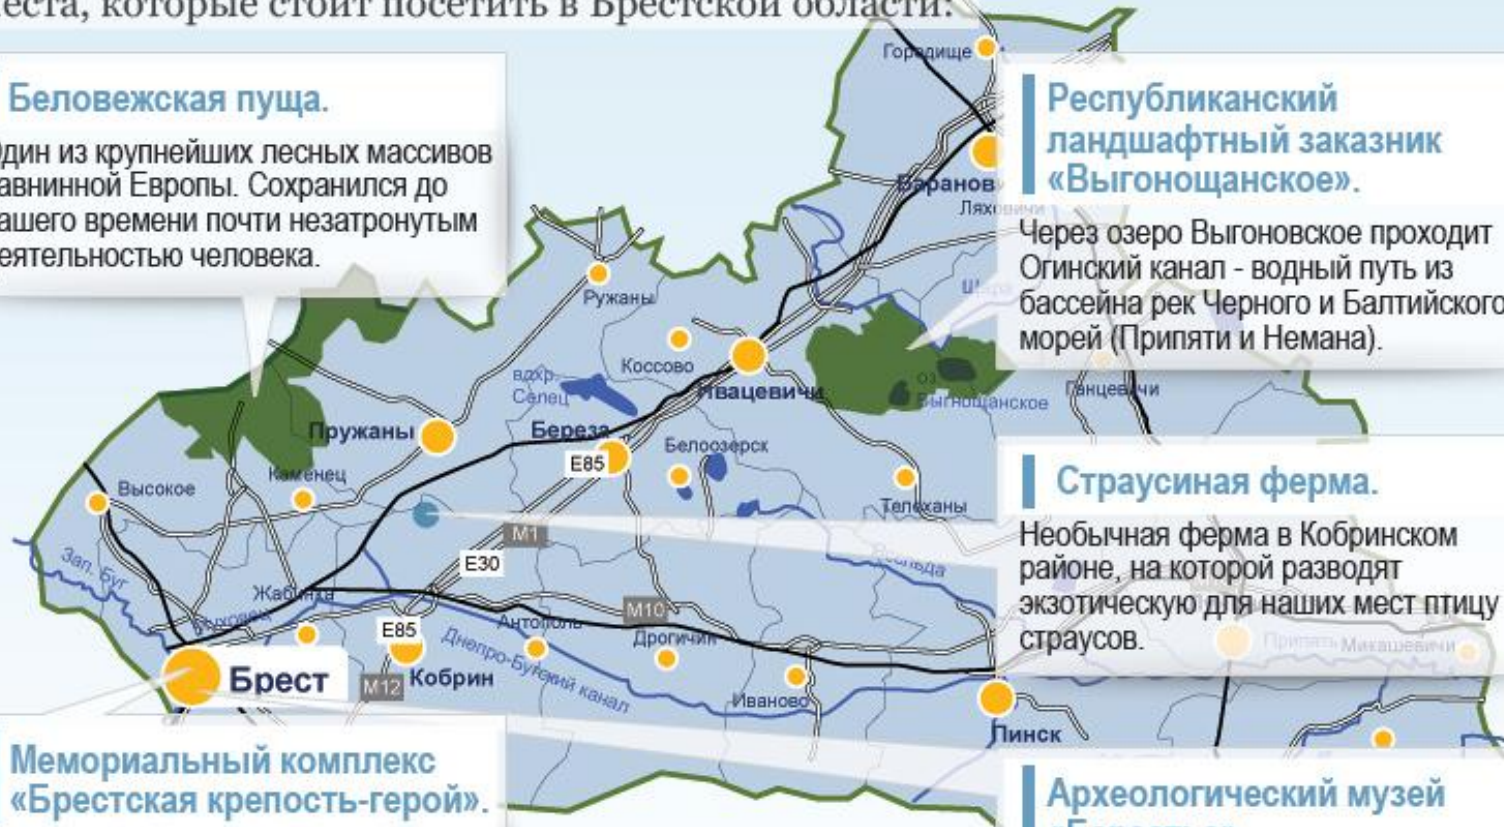 места, которые стоит посетить в Брестской области:
Беловежская пуща.
Один из крупнейших лесных массивов
равнинной Европы. Сохранился до
нашего времени почти незатронутым
деятельностью человека.
Республиканский
ландшафтный заказник
«Выгонощанское».
Через озеро Выгоновское проходит
Огинский канал - водный путь из
бассейна рек Черного и Балтийского
морей (Припяти и Немана).
Страусиная ферма.
Необычная ферма в Кобринском
районе, на которой разводят
экзотическую для наших мест птицу
страусов.
Мемориальный комплекс
«Брестская крепость-герой».
Археологический музей
Городище
Баранов
Ляховичи
Щара
Ружаны
Коссово
Ивацевичи
вдхр.
Селец
оз.
Выгнощанское
Ганцевичи
Пружаны
Береза
E85
Белоозерск
Каменец
Высокое
Телеханы
M1
E30
Зап. Буг
Жабинка
M10
E85
Антополь
Дрогичин
Днепро-Бугский канал
Припять
Микашевичи
Брест
M12
Кобрин
Иваново
Пинск